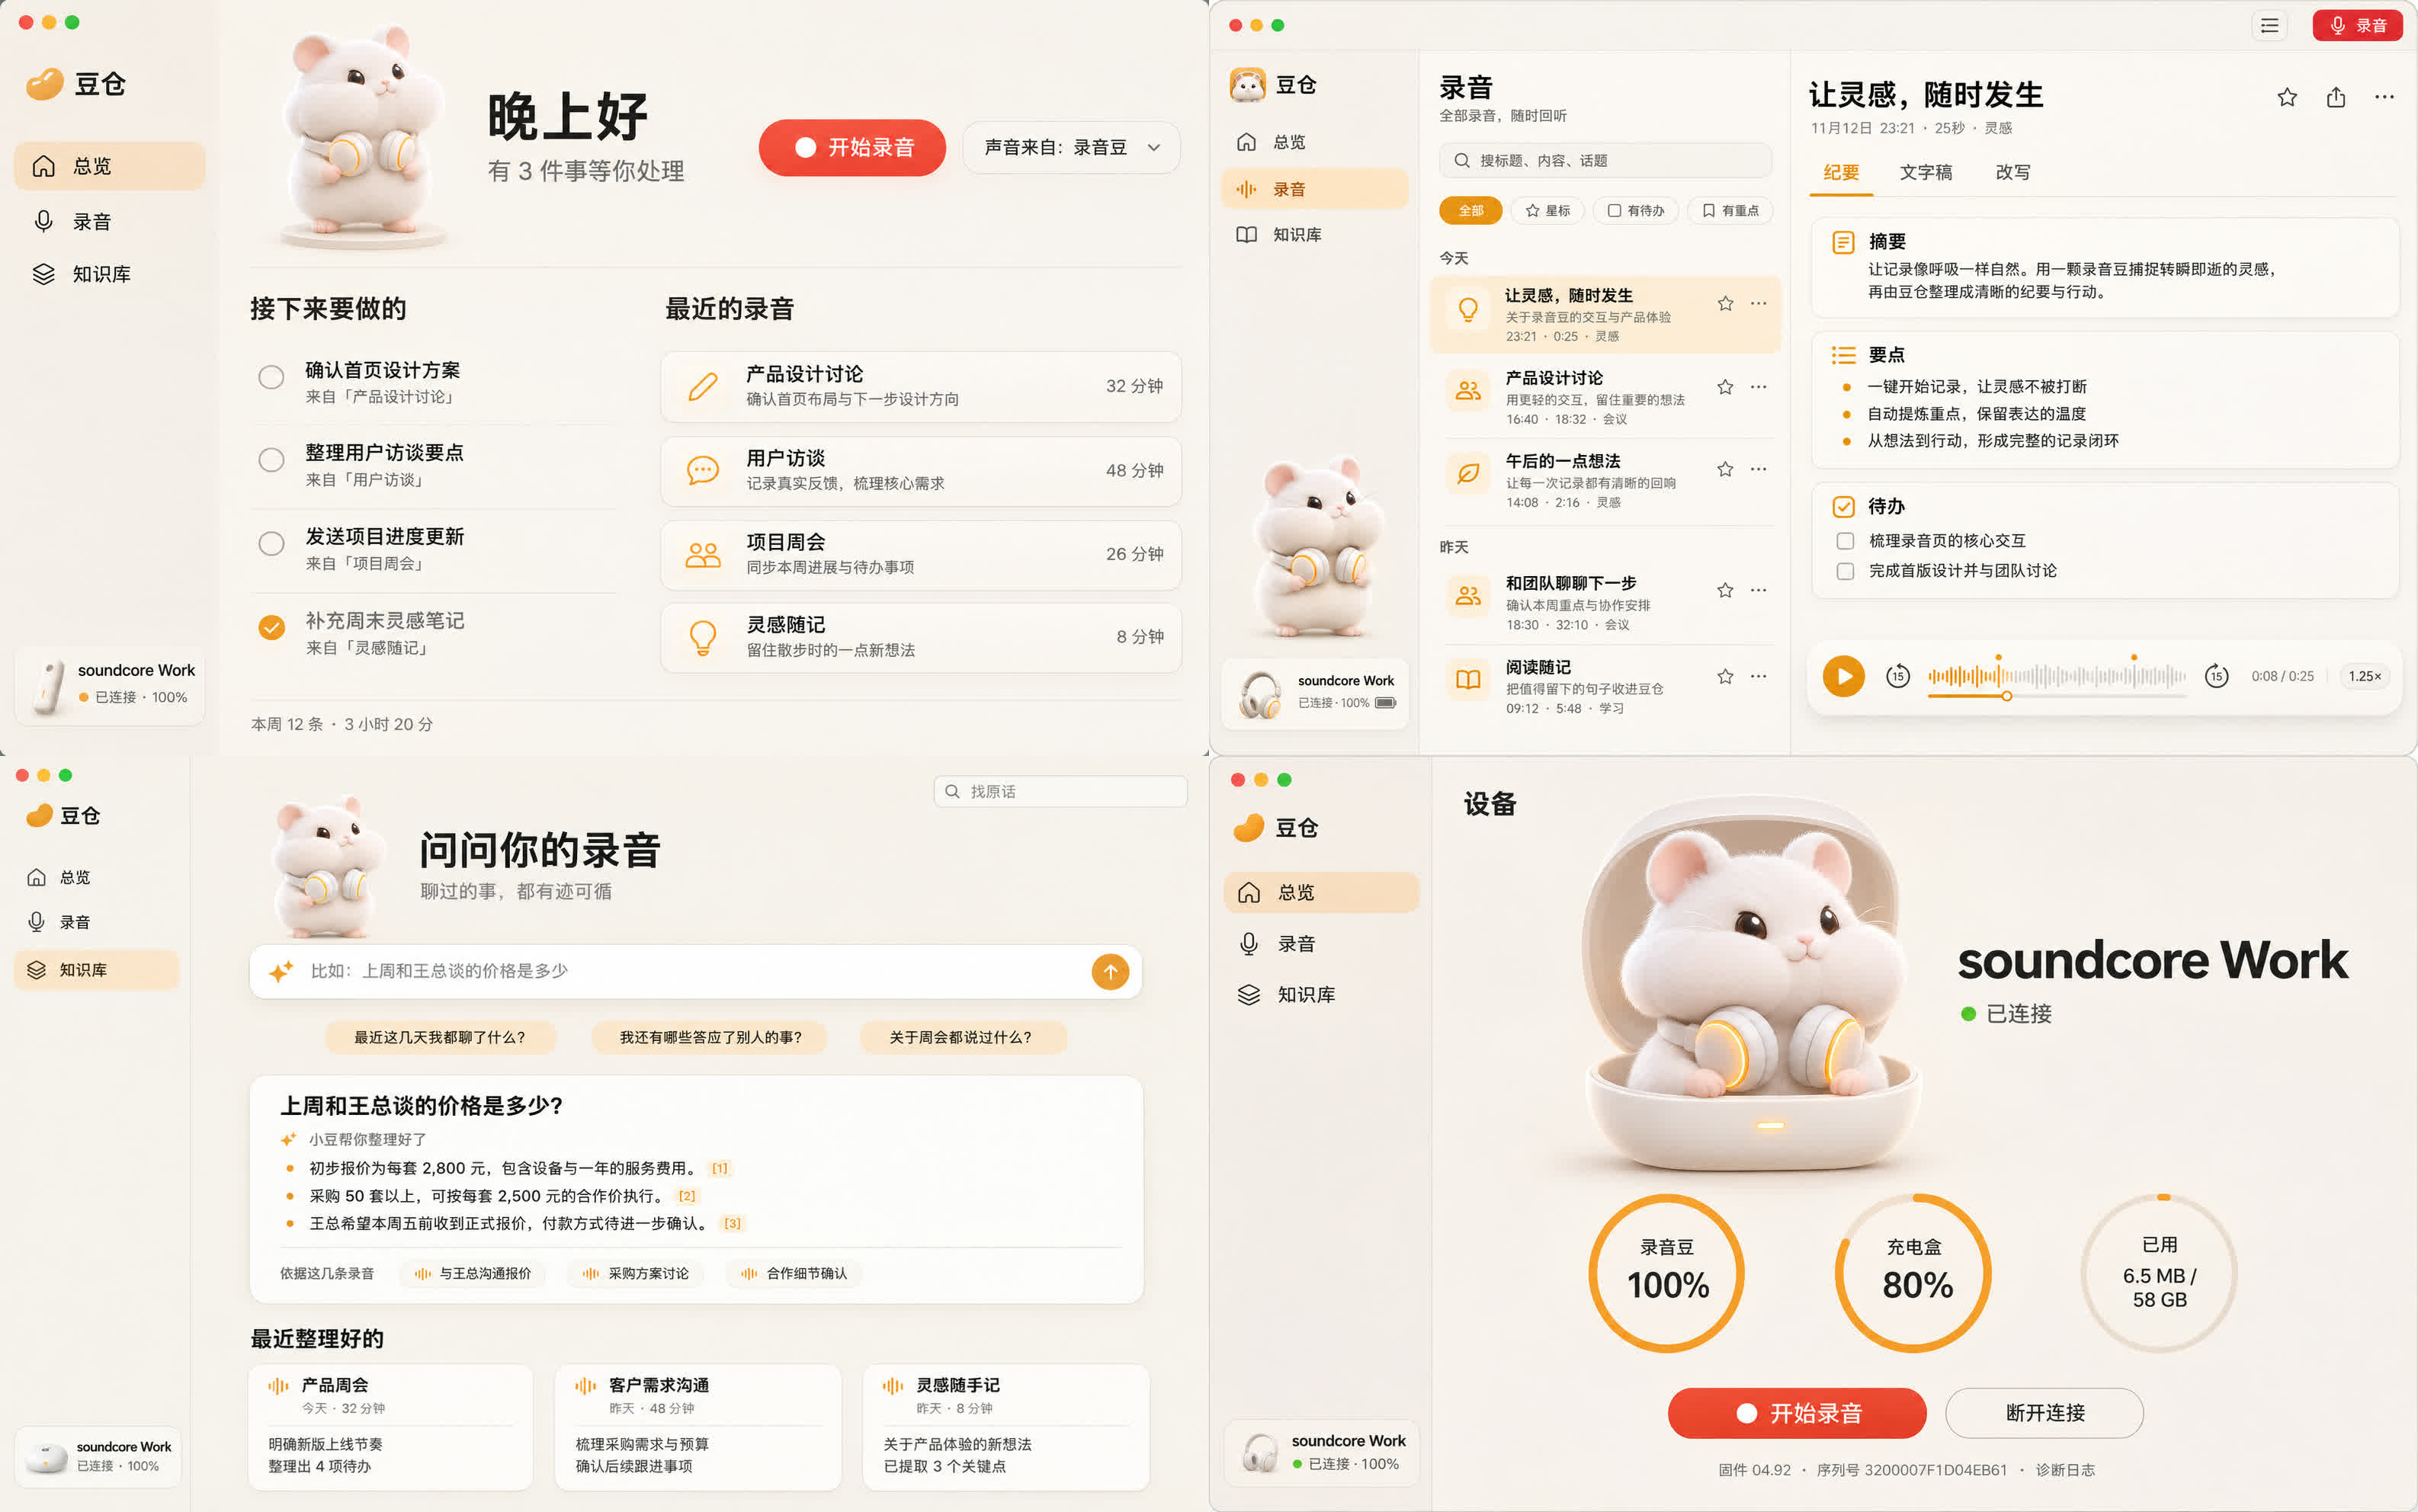 豆仓
总览
录音
知识库
soundcore Work
已连接 · 100%
晚上好
有 3 件事等你处理
开始录音
声音来自：录音豆
接下来要做的
确认首页设计方案
来自「产品设计讨论」
整理用户访谈要点
来自「用户访谈」
发送项目进度更新
来自「项目周会」
补充周末灵感笔记
来自「灵感随记」
最近的录音
产品设计讨论
确认首页布局与下一步设计方向
32 分钟
用户访谈
记录真实反馈，梳理核心需求
48 分钟
项目周会
同步本周进展与待办事项
26 分钟
灵感随记
留住散步时的一点新想法
8 分钟
本周 12 条 · 3 小时 20 分
录音
豆仓
总览
录音
知识库
soundcore Work
已连接 · 100%
录音
全部录音，随时回听
搜标题、内容、话题
全部
星标
有待办
有重点
今天
让灵感，随时发生
关于录音豆的交互与产品体验
23:21 · 0:25 · 灵感
产品设计讨论
用更轻的交互，留住重要的想法
16:40 · 18:32 · 会议
午后的一点想法
让每一次记录都有清晰的回响
14:08 · 2:16 · 灵感
昨天
和团队聊聊下一步
确认本周重点与协作安排
18:30 · 32:10 · 会议
阅读随记
把值得留下的句子收进豆仓
09:12 · 5:48 · 学习
让灵感，随时发生
11月12日 23:21 · 25秒 · 灵感
纪要
文字稿
改写
摘要
让记录像呼吸一样自然。用一颗录音豆捕捉转瞬即逝的灵感，
再由豆仓整理成清晰的纪要与行动。
要点
一键开始记录，让灵感不被打断
自动提炼重点，保留表达的温度
从想法到行动，形成完整的记录闭环
待办
梳理录音页的核心交互
完成首版设计并与团队讨论
15
15
0:08 / 0:25
1.25×
豆仓
总览
录音
知识库
soundcore Work
已连接 · 100%
找原话
问问你的录音
聊过的事，都有迹可循
比如：上周和王总谈的价格是多少
最近这几天我都聊了什么？
我还有哪些答应了别人的事？
关于周会都说过什么？
上周和王总谈的价格是多少？
小豆帮你整理好了
初步报价为每套 2,800 元，包含设备与一年的服务费用。 [1]
采购 50 套以上，可按每套 2,500 元的合作价执行。 [2]
王总希望本周五前收到正式报价，付款方式待进一步确认。 [3]
依据这几条录音
与王总沟通报价
采购方案讨论
合作细节确认
最近整理好的
产品周会
今天 · 32 分钟
明确新版上线节奏
整理出 4 项待办
客户需求沟通
昨天 · 48 分钟
梳理采购需求与预算
确认后续跟进事项
灵感随手记
昨天 · 8 分钟
关于产品体验的新想法
已提取 3 个关键点
豆仓
总览
录音
知识库
soundcore Work
已连接 · 100%
设备
soundcore Work
已连接
录音豆
100%
充电盒
80%
已用
6.5 MB /
58 GB
开始录音
断开连接
固件 04.92 · 序列号 3200007F1D04EB61 · 诊断日志